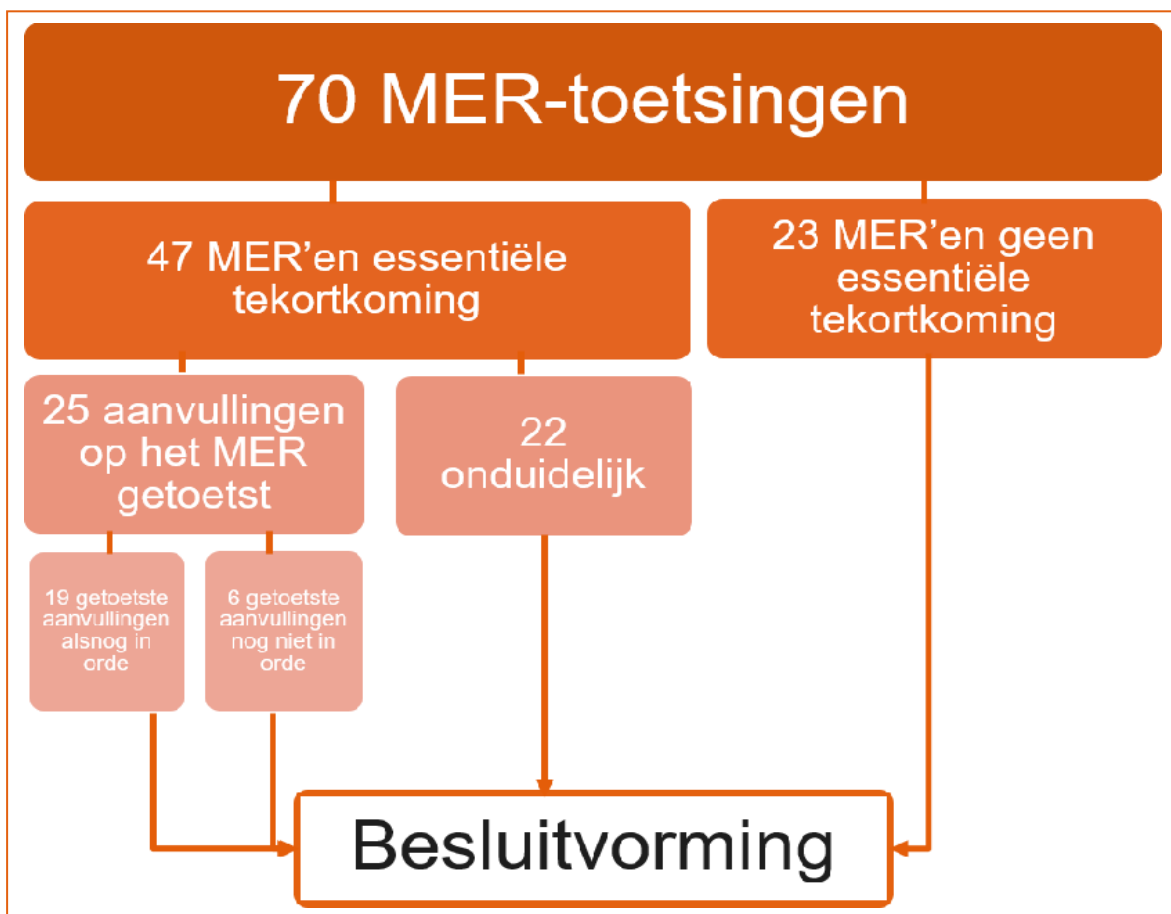 70 MER-toetsingen
47 MER'en essentiële
tekortkoming
23 MER'en geen
essentiële
tekortkoming
25 aanvullingen
op het MER
getoetst
22
onduidelijk
19 getoetste
aanvullingen
alsnog in
orde
6 getoetste
aanvullingen
nog niet in
orde
Besluitvorming